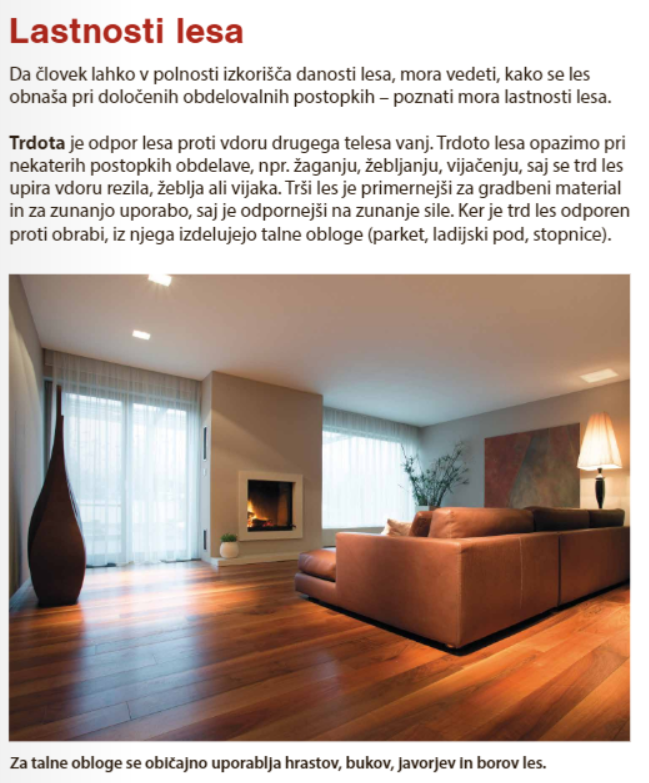 Lastnosti lesa
Da človek lahko v polnosti izkorišča danosti lesa, mora vedeti, kako se les
obnaša pri določenih obdelovalnih postopkih – poznati mora lastnosti lesa.
Trdota je odpor lesa proti vdoru drugega telesa vanj. Trdoto lesa opazimo pri
nekaterih postopkih obdelave, npr. žaganju, žebljanju, vijačenju, saj se trd les
upira vdoru rezila, žeblja ali vijaka. Trši les je primernejši za gradbeni material
in za zunanjo uporabo, saj je odpornejši na zunanje sile. Ker je trd les odporen
proti obrabi, iz njega izdelujejo talne obloge (parket, ladijski pod, stopnice).
Za talne obloge se običajno uporablja hrastov, bukov, javorjev in borov les.